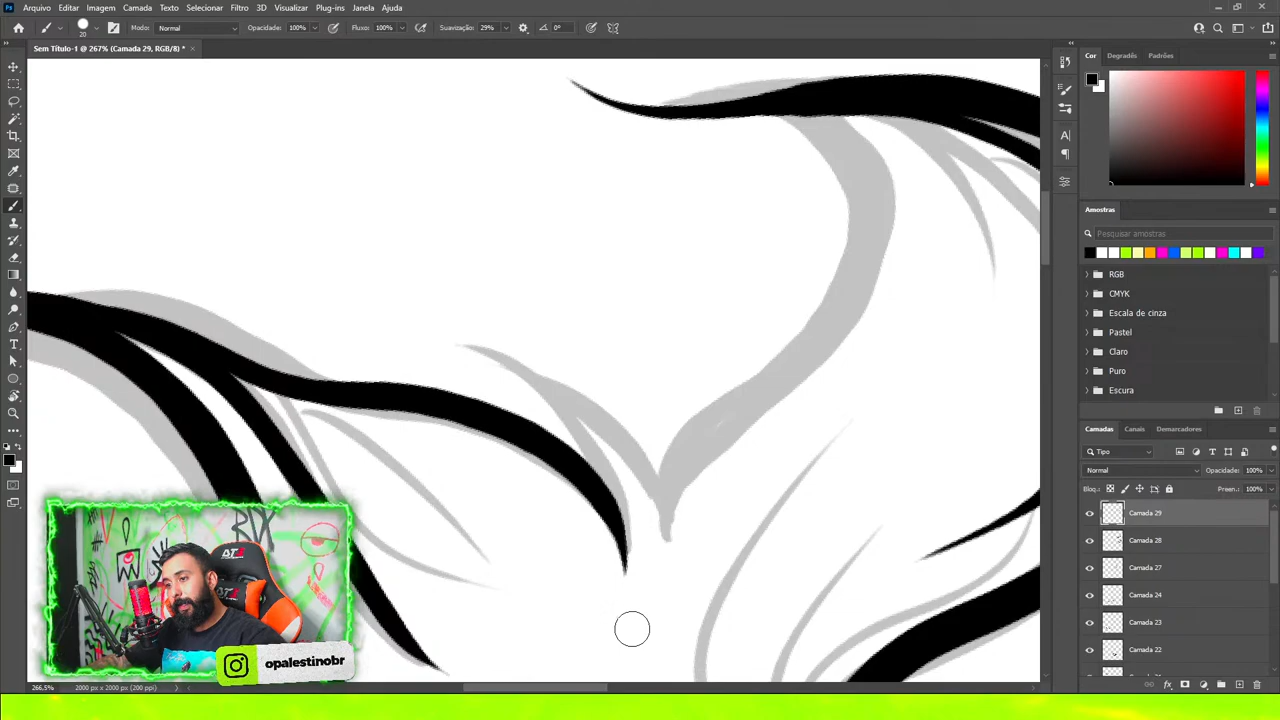 Arquivo Editar Imagem Camada Texto Selecionar Filtro 3D Visualizar Plug-ins Janela Ajuda
20 Modo: Normal Opacidade: 100% Fluxo: 100% Suavização: 29% 0°
Sem Título-1 @ 267% (Camada 29, RGB/8) *
Cor Degradês Padrões
Amostras
Pesquisar amostras
RGB
CMYK
Escala de cinza
Pastel
Claro
Puro
Escura
Camadas Canais Demarcadores
Tipo
Normal Opacidade: 100%
Bloq.: Preen.: 100%
Camada 29
Camada 28
Camada 27
Camada 24
Camada 23
Camada 22
opalestinobr
266,5% 2000 px x 2000 px (200 ppi)